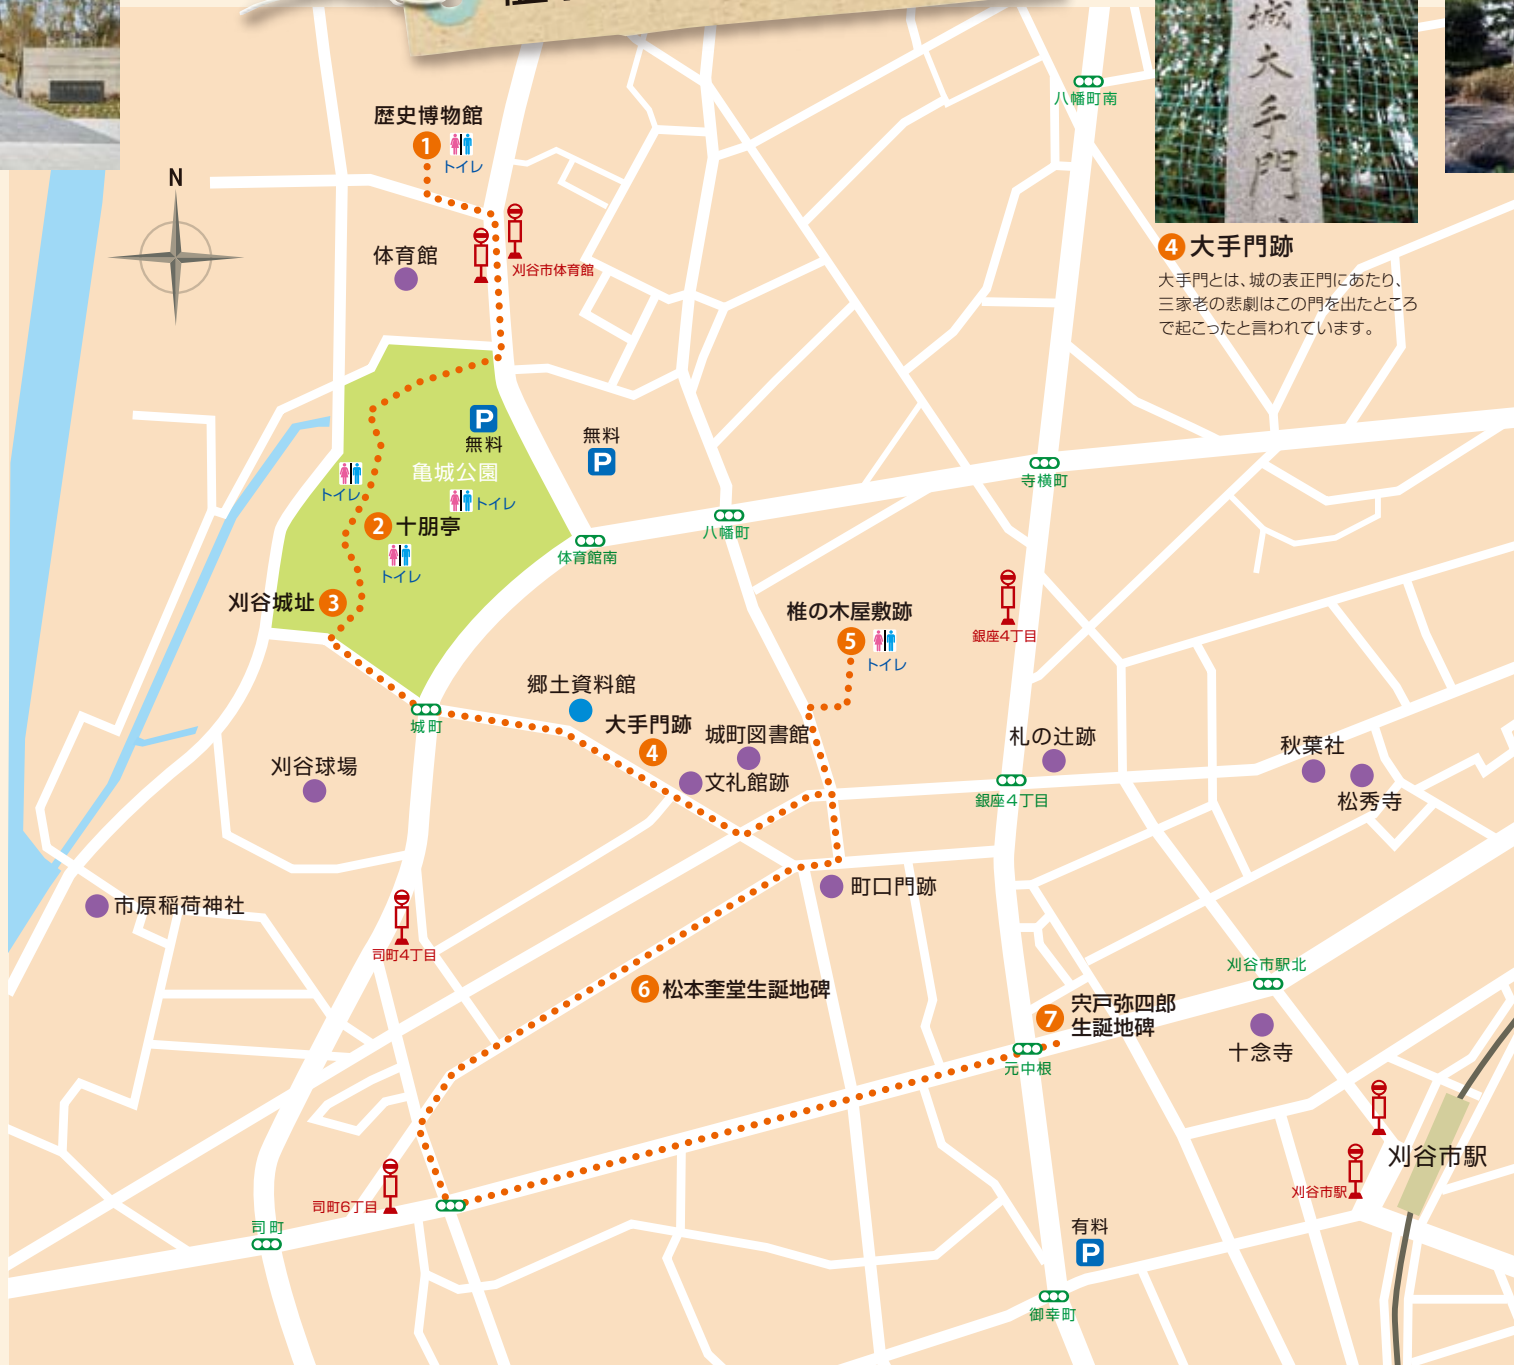 城大手門
N
歴史博物館
1
トイレ
八幡町南
体育館
刈谷市体育館
4 大手門跡
大手門とは、城の表正門にあたり、
三家老の悲劇はこの門を出たところ
で起こったと言われています。
P
無料
無料
P
亀城公園
トイレ
トイレ
2 十朋亭
トイレ
体育館南
八幡町
寺横町
刈谷城址 3
椎の木屋敷跡
5
トイレ
銀座4丁目
郷土資料館
大手門跡
4
城町図書館
文礼館跡
城町
刈谷球場
札の辻跡
銀座4丁目
秋葉社
松秀寺
町口門跡
市原稲荷神社
司町4丁目
6 松本奎堂生誕地碑
7 宍戸弥四郎
生誕地碑
元中根
刈谷市駅北
十念寺
刈谷市駅
刈谷市駅
司町6丁目
司町
有料
P
御幸町